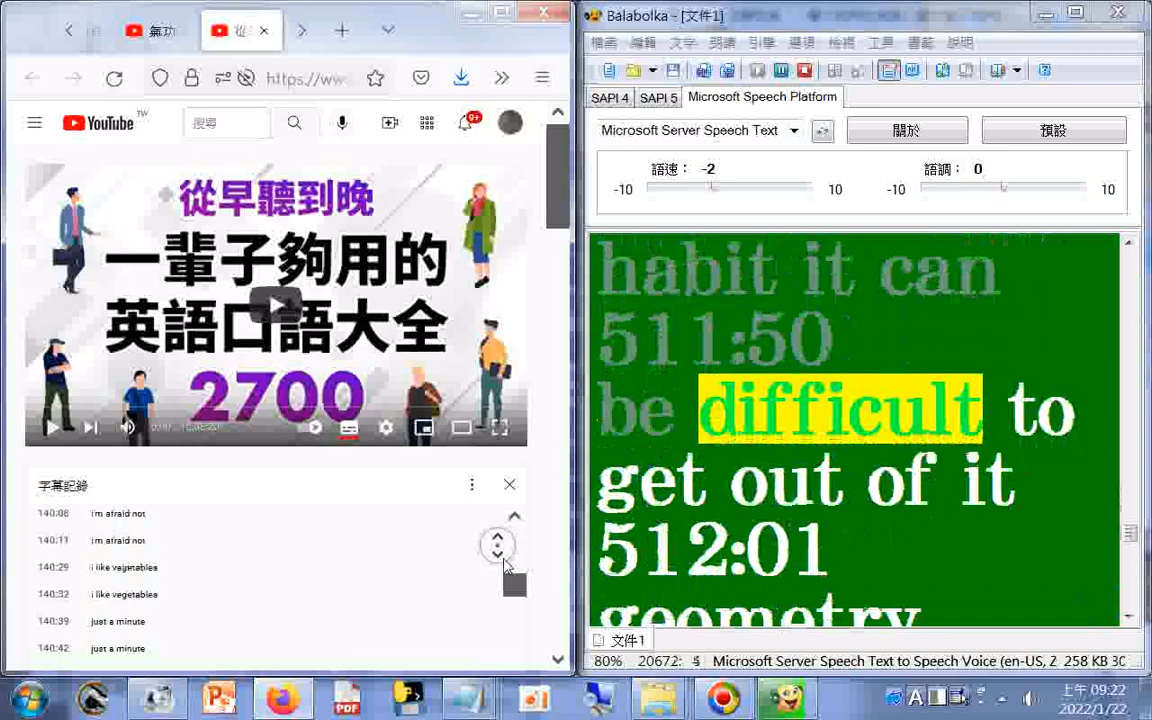 氣功
從
https://www
YouTube TW
搜尋
9+
從早聽到晚
一輩子夠用的
英語口語大全
2700
字幕記錄
140:08 i'm afraid not
140:11 i'm afraid not
140:29 i like vegetables
140:32 i like vegetables
140:39 just a minute
140:42 just a minute
Balabolka - [文件1]
檔案 編輯 文字 朗讀 引擎 選項 檢視 工具 書籤 說明
SAPI 4 SAPI 5 Microsoft Speech Platform
Microsoft Server Speech Text 關於 預設
語速: -2 語調: 0
-10 10 -10 10
habit it can
511:50
be difficult to
get out of it
512:01
geometry
文件1
80% 20672: Microsoft Server Speech Text to Speech Voice (en-US, Z 258 KB
PDF
A
上午 09:22
2022/1/22